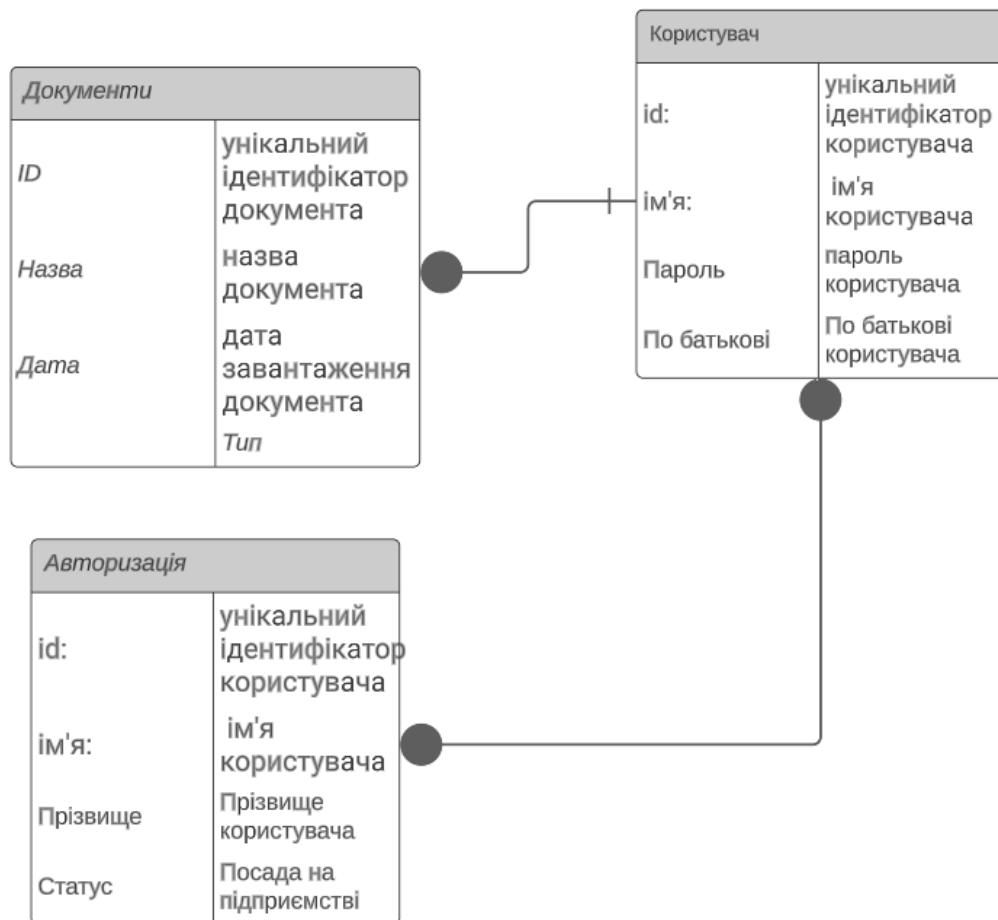 Користувач
id:
унікальний
ідентифікатор
користувача
ім'я:
ім'я
користувача
Пароль
пароль
користувача
По батькові
По батькові
користувача
Документи
ID
унікальний
ідентифікатор
документа
Назва
назва
документа
Дата
дата
завантаження
документа
Тип
Авторизація
id:
унікальний
ідентифікатор
користувача
ім'я:
ім'я
користувача
Прізвище
Прізвище
користувача
Статус
Посада на
підприємстві